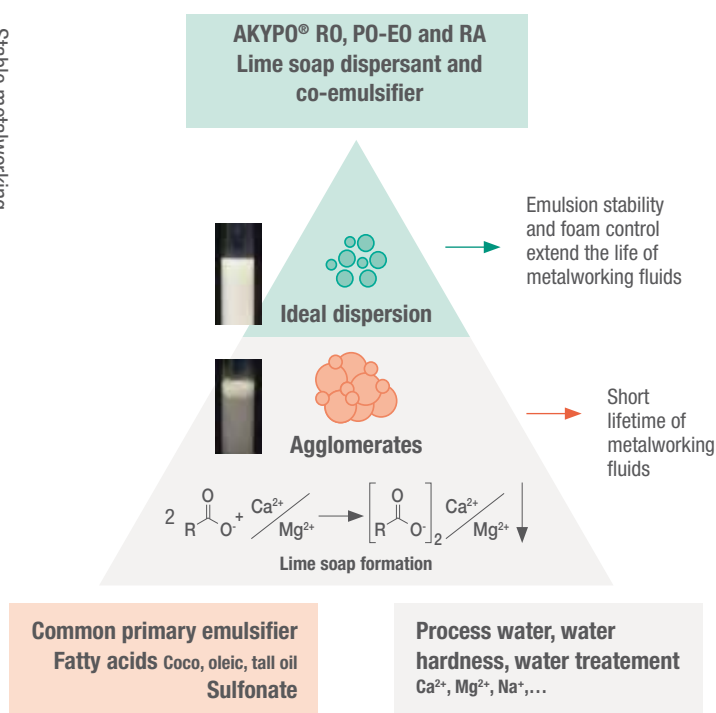 AKYPO® RO, PO-EO and RA
Lime soap dispersant and
co-emulsifier
Stable metalworking
Emulsion stability
and foam control
extend the life of
metalworking fluids
Ideal dispersion
Short
lifetime of
metalworking
fluids
Agglomerates
2 R O O- + Ca²⁺/Mg²⁺ [R O O-]₂ Ca²⁺/Mg²⁺
Lime soap formation
Common primary emulsifier
Fatty acids Coco, oleic, tall oil
Sulfonate
Process water, water
hardness, water treatement
Ca²⁺, Mg²⁺, Na⁺,…